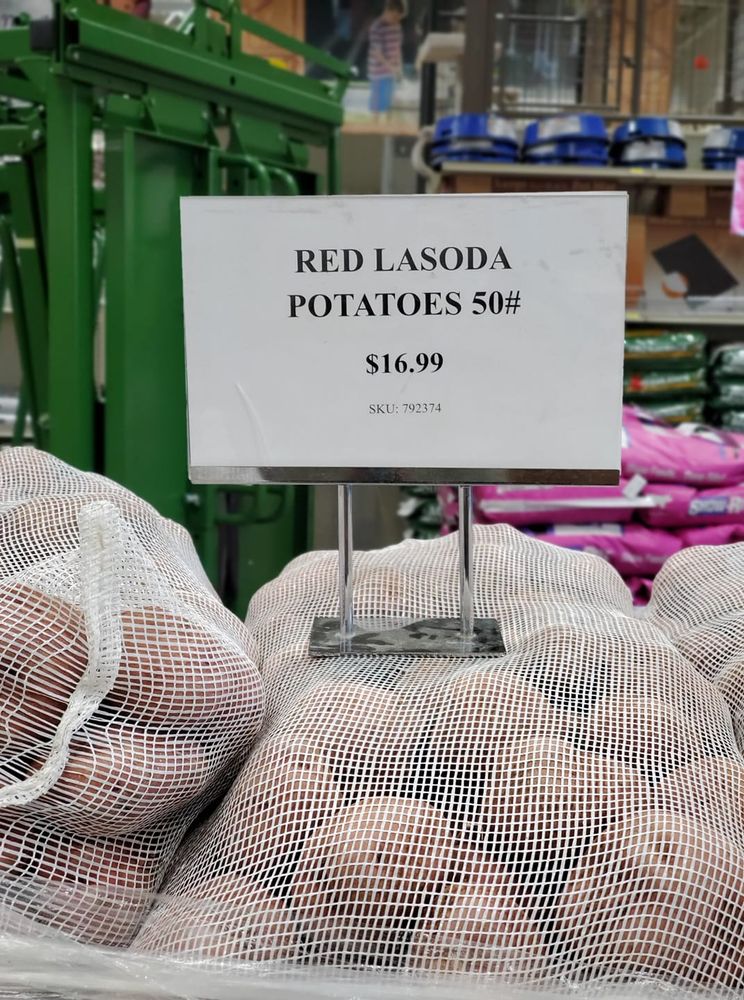 RED LASODA
POTATOES 50#
$16.99
SKU: 792374